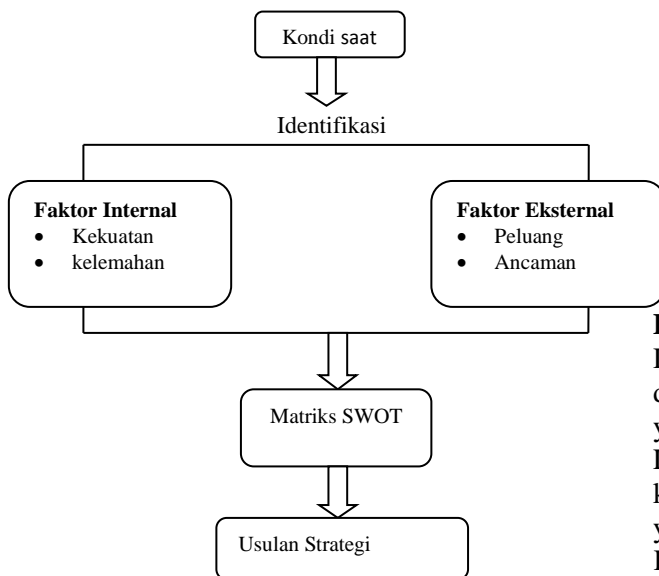 Kondi saat
Identifikasi
Faktor Internal
• Kekuatan
• kelemahan
Faktor Eksternal
• Peluang
• Ancaman
Matriks SWOT
Usulan Strategi